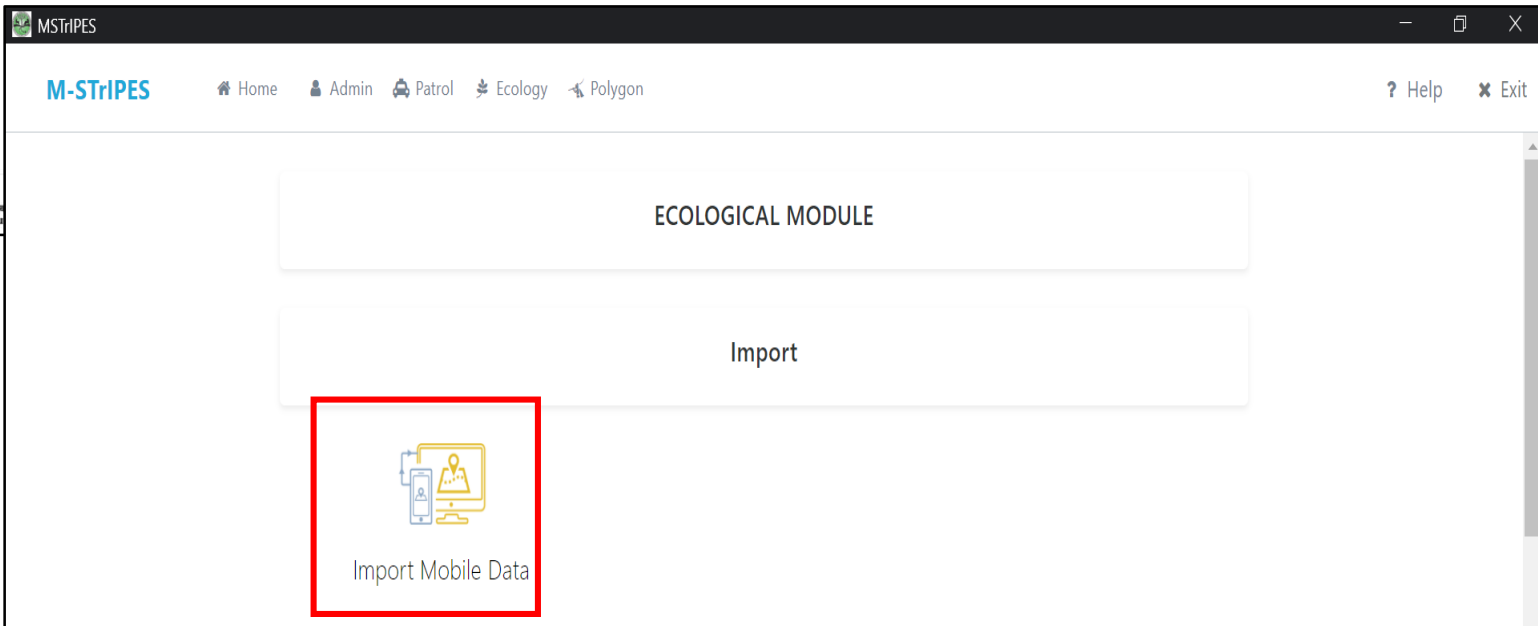 MSTrIPES
M-STrIPES Home Admin Patrol Ecology Polygon ? Help Exit
ECOLOGICAL MODULE
Import
Import Mobile Data